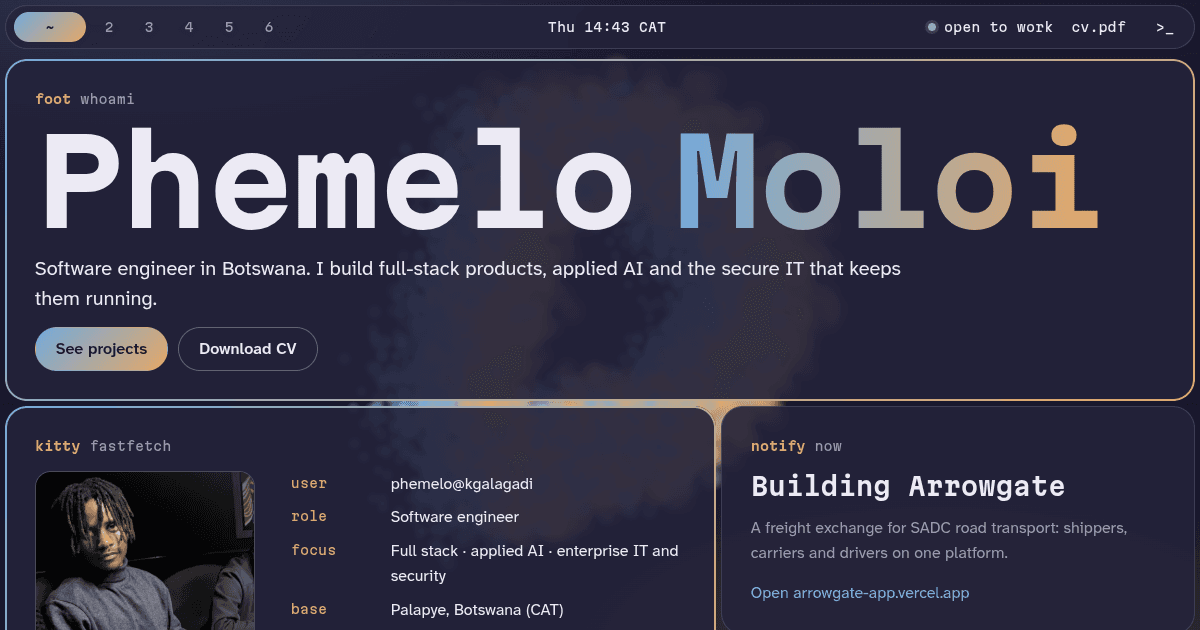 ~ 2 3 4 5 6 Thu 14:43 CAT open to work cv.pdf >_
foot whoami
Phemelo Moloi
Software engineer in Botswana. I build full-stack products, applied AI and the secure IT that keeps
them running.
See projects Download CV
kitty fastfetch
user phemelo@kgalagadi
role Software engineer
focus Full stack · applied AI · enterprise IT and
security
base Palapye, Botswana (CAT)
notify now
Building Arrowgate
A freight exchange for SADC road transport: shippers,
carriers and drivers on one platform.
Open arrowgate-app.vercel.app